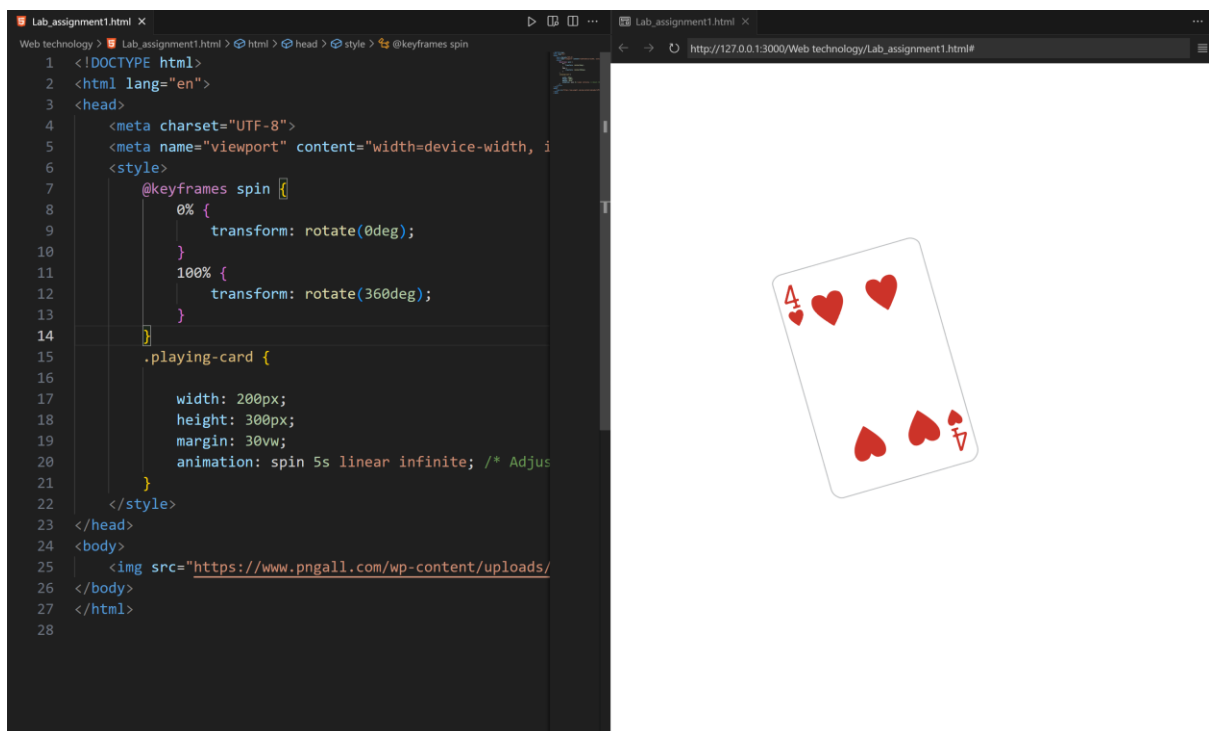 Lab_assignment1.html
Web technology > Lab_assignment1.html > html > head > style > @keyframes spin
1 <!DOCTYPE html>
2 <html lang="en">
3 <head>
4     <meta charset="UTF-8">
5     <meta name="viewport" content="width=device-width, i
6     <style>
7         @keyframes spin {
8             0% {
9                 transform: rotate(0deg);
10             }
11             100% {
12                 transform: rotate(360deg);
13             }
14         }
15         .playing-card {
16
17             width: 200px;
18             height: 300px;
19             margin: 30vw;
20             animation: spin 5s linear infinite; /* Adjus
21         }
22     </style>
23 </head>
24 <body>
25     <img src="https://www.pngall.com/wp-content/uploads/
26 </body>
27 </html>
28
Lab_assignment1.html
http://127.0.0.1:3000/Web technology/Lab_assignment1.html#
4
4